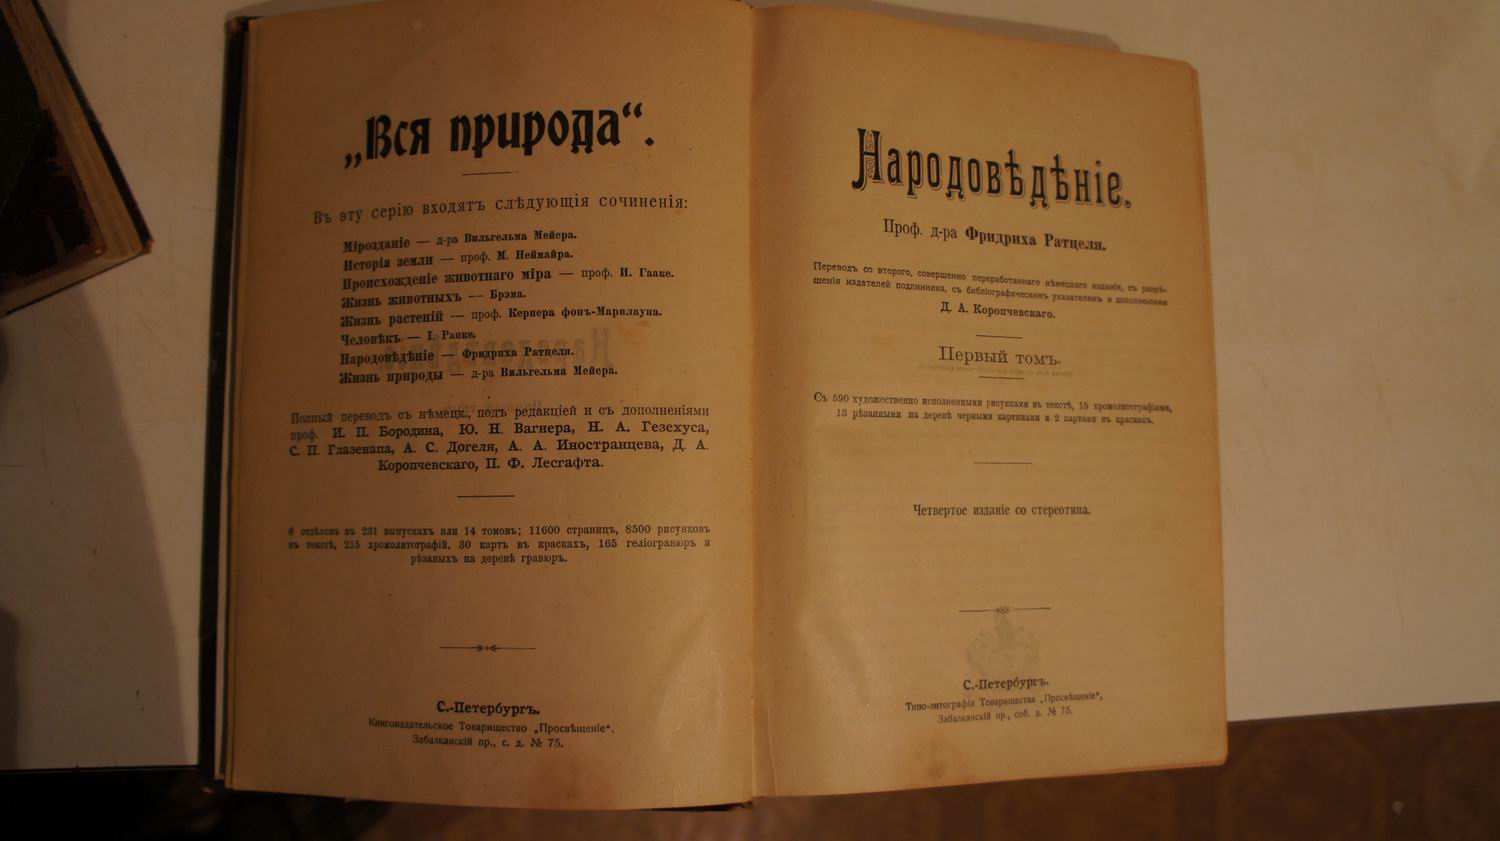 „Вся природа“.
Въ эту серію входятъ слѣдующія сочиненія:
Мірозданіе — д-ра Вильгельма Мейера.
Исторія земли — проф. М. Неймайра.
Происхожденіе животнаго міра — проф. И. Гааке.
Жизнь животныхъ — Брэма.
Жизнь растеній — проф. Кернера фонъ-Марилауна.
Человѣкъ — І. Ранке.
Народовѣдѣніе — Фридриха Ратцеля.
Жизнь природы — д-ра Вильгельма Мейера.
Полный переводъ съ нѣмецк., подъ редакціей и съ дополненіями
проф. И. П. Бородина, Ю. Н. Вагнера, Н. А. Гезехуса,
С. П. Глазенапа, А. С. Догеля, А. А. Иностранцева, Д. А.
Коропчевскаго, П. Ф. Лесгафта.
8 отдѣловъ въ 231 выпускахъ или 14 томовъ; 11600 страницъ, 8500 рисунковъ
въ текстѣ, 215 хромолитографій, 30 картъ въ краскахъ, 165 геліогравюръ и
рѣзаныхъ на деревѣ гравюръ.
С.-Петербургъ.
Книгоиздательское Товарищество „Просвѣщеніе“,
Забалканскій пр., с. д. № 75.
Народовѣдѣніе.
Проф. д-ра Фридриха Ратцеля.
Переводъ со второго, совершенно переработаннаго нѣмецкаго изданія, съ разрѣ-
шенія издателей подлинника, съ библіографическимъ указателемъ и дополненіями
Д. А. Коропчевскаго.
Первый томъ.
Съ 590 художественно исполненными рисунками въ текстѣ, 15 хромолитографіями,
13 рѣзанными на деревѣ черными картинами и 2 картами въ краскахъ.
Четвертое изданіе со стереотипа.
С.-Петербургъ.
Типо-литографія Товарищества „Просвѣщеніе“,
Забалканскій пр., соб. д. № 75.